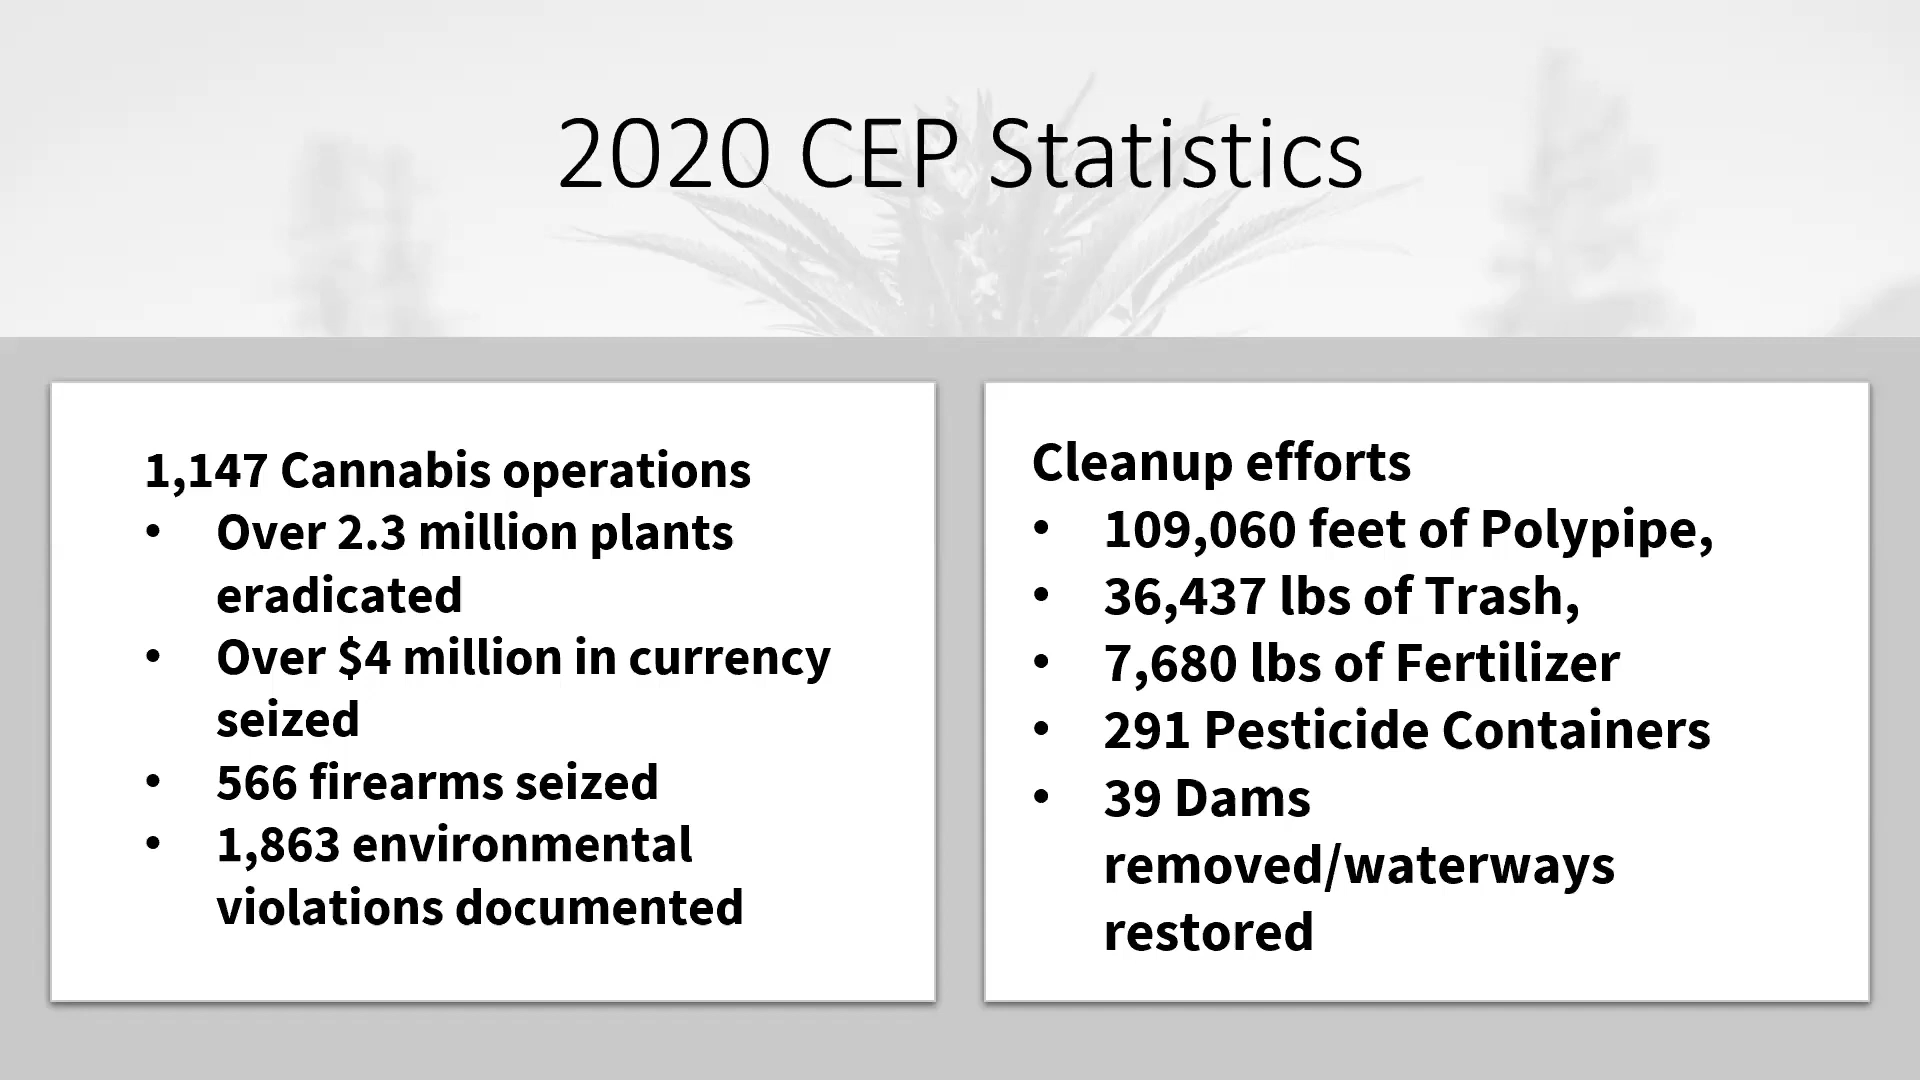 2020 CEP Statistics
1,147 Cannabis operations
• Over 2.3 million plants
eradicated
• Over $4 million in currency
seized
• 566 firearms seized
• 1,863 environmental
violations documented
Cleanup efforts
• 109,060 feet of Polypipe,
• 36,437 lbs of Trash,
• 7,680 lbs of Fertilizer
• 291 Pesticide Containers
• 39 Dams
removed/waterways
restored